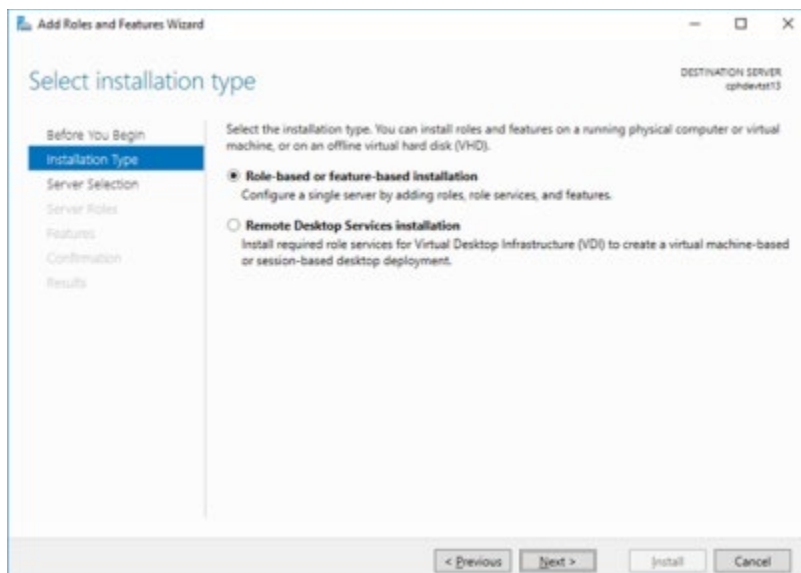 Add Roles and Features Wizard
Select installation type
DESTINATION SERVER
cphdevtst13
Before You Begin
Installation Type
Server Selection
Server Roles
Features
Confirmation
Results
Select the installation type. You can install roles and features on a running physical computer or virtual
machine, or on an offline virtual hard disk (VHD).
Role-based or feature-based installation
Configure a single server by adding roles, role services, and features.
Remote Desktop Services installation
Install required role services for Virtual Desktop Infrastructure (VDI) to create a virtual machine-based
or session-based desktop deployment.
< Previous
Next >
Install
Cancel